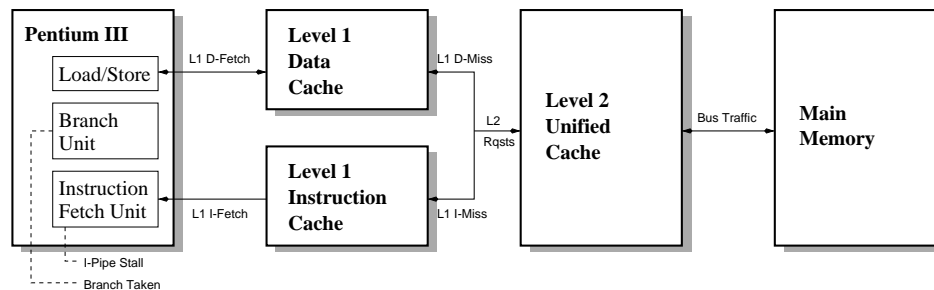 Pentium III
Load/Store
Branch
Unit
Instruction
Fetch Unit
I-Pipe Stall
Branch Taken
L1 D-Fetch
L1 I-Fetch
Level 1
Data
Cache
Level 1
Instruction
Cache
L1 D-Miss
L2
Rqsts
L1 I-Miss
Level 2
Unified
Cache
Bus Traffic
Main
Memory